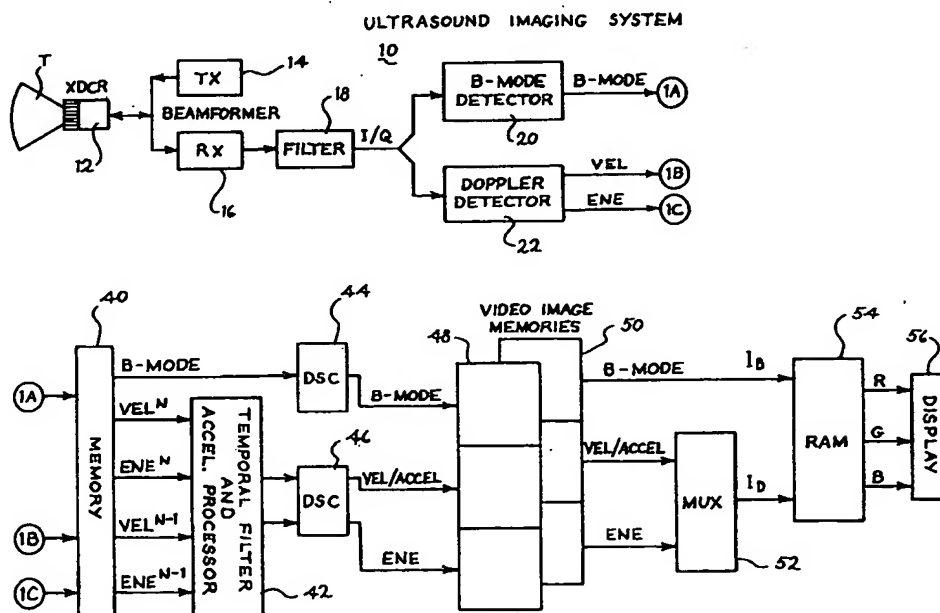 ULTRASOUND IMAGING SYSTEM
10
T
XDCR
12
TX
14
BEAMFORMER
RX
16
18
FILTER
I/Q
B-MODE
DETECTOR
20
B-MODE
1A
DOPPLER
DETECTOR
22
VEL
1B
ENE
1C
40
1A
1B
1C
MEMORY
B-MODE
VEL^N
ENE^N
VEL^N-1
ENE^N-1
TEMPORAL FILTER
AND
ACCEL. PROCESSOR
42
44
DSC
B-MODE
46
DSC
VEL/ACCEL
ENE
VIDEO IMAGE
MEMORIES
48
50
B-MODE
I_B
VEL/ACCEL
ENE
MUX
52
I_D
54
RAM
R
G
B
56
DISPLAY